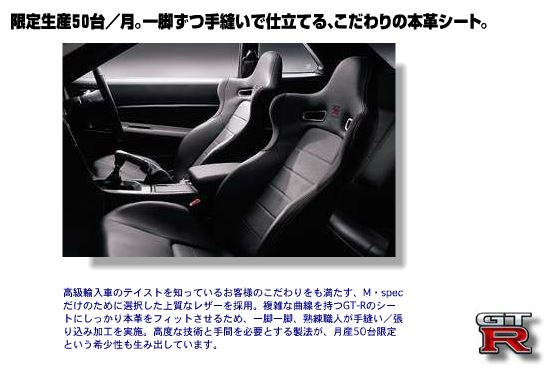 限定生産50台／月。一脚ずつ手縫いで仕立てる、こだわりの本革シート。
高級輸入車のテイストを知っているお客様のこだわりをも満たす、M・spec
だけのために選択した上質なレザーを採用。複雑な曲線を持つGT-Rのシー
トにしっかり本革をフィットさせるため、一脚一脚、熟練職人が手縫い／張
り込み加工を実施。高度な技術と手間を必要とする製法が、月産50台限定
という希少性も生み出しています。
GT
R